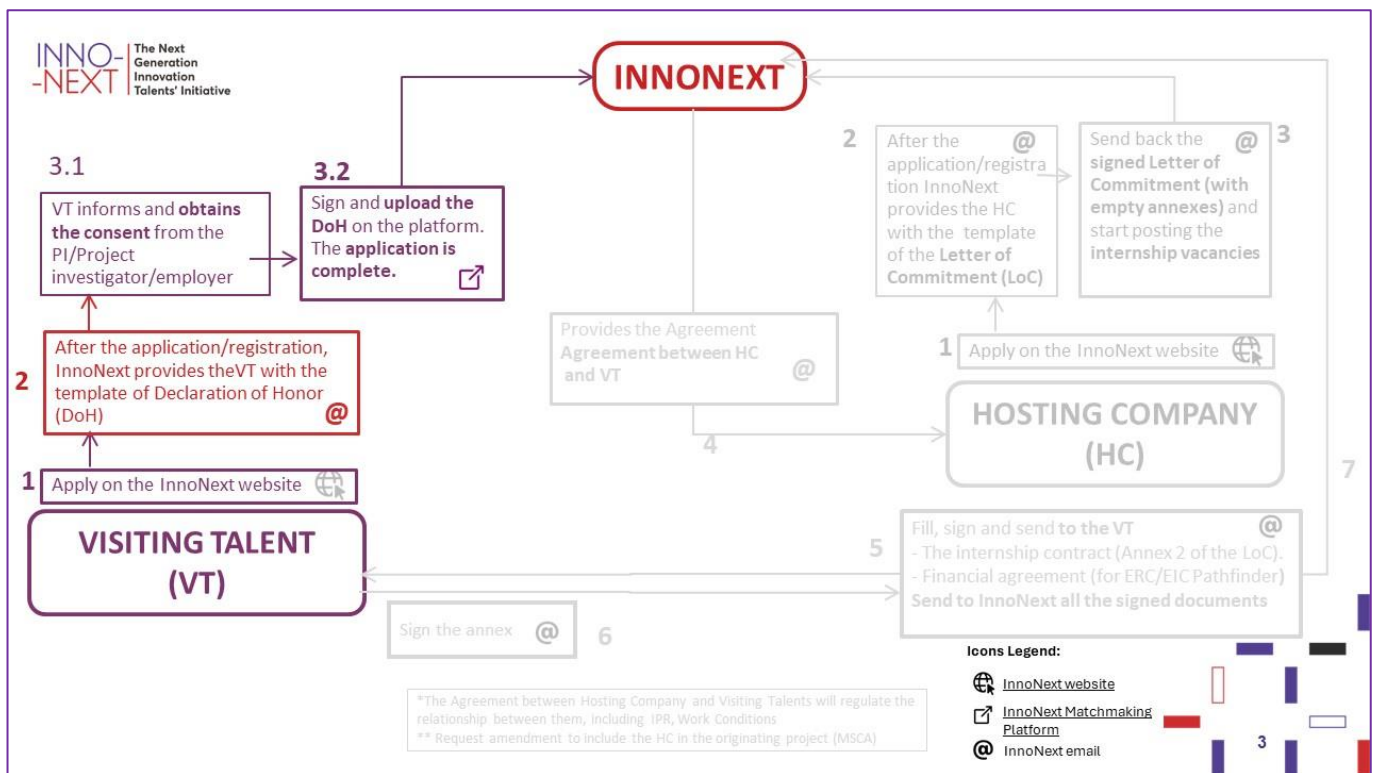 INNO-
-NEXT
The Next
Generation
Innovation
Talents' Initiative
INNONEXT
3.1
VT informs and obtains
the consent from the
PI/Project
investigator/employer
3.2
Sign and upload the
DoH on the platform.
The application is
complete.
2
After the application/registration,
InnoNext provides theVT with the
template of Declaration of Honor
(DoH)
@
1
Apply on the InnoNext website
VISITING TALENT
(VT)
2
After the @
application/registra
tion InnoNext
provides the HC
with the template
of the Letter of
Commitment (LoC)
Send back the @
signed Letter of
Commitment (with
empty annexes) and
start posting the
internship vacancies
3
Provides the Agreement
Agreement between HC
and VT @
1
Apply on the InnoNext website
HOSTING COMPANY
(HC)
4
7
5
Fill, sign and send to the VT @
- The internship contract (Annex 2 of the LoC).
- Financial agreement (for ERC/EIC Pathfinder)
Send to InnoNext all the signed documents
Sign the annex @
6
*The Agreement between Hosting Company and Visiting Talents will regulate the
relationship between them, including IPR, Work Conditions
** Request amendment to include the HC in the originating project (MSCA)
Icons Legend:
InnoNext website
InnoNext Matchmaking
Platform
@ InnoNext email
3